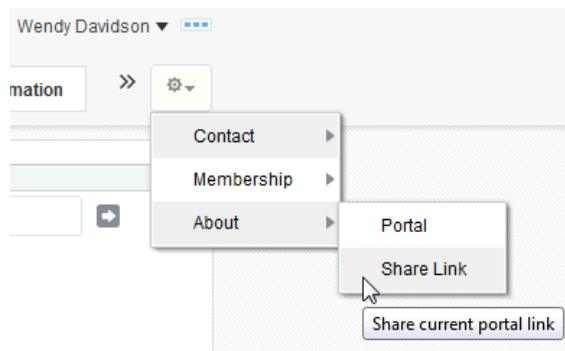 Wendy Davidson
mation
Contact
Membership
About
Portal
Share Link
Share current portal link